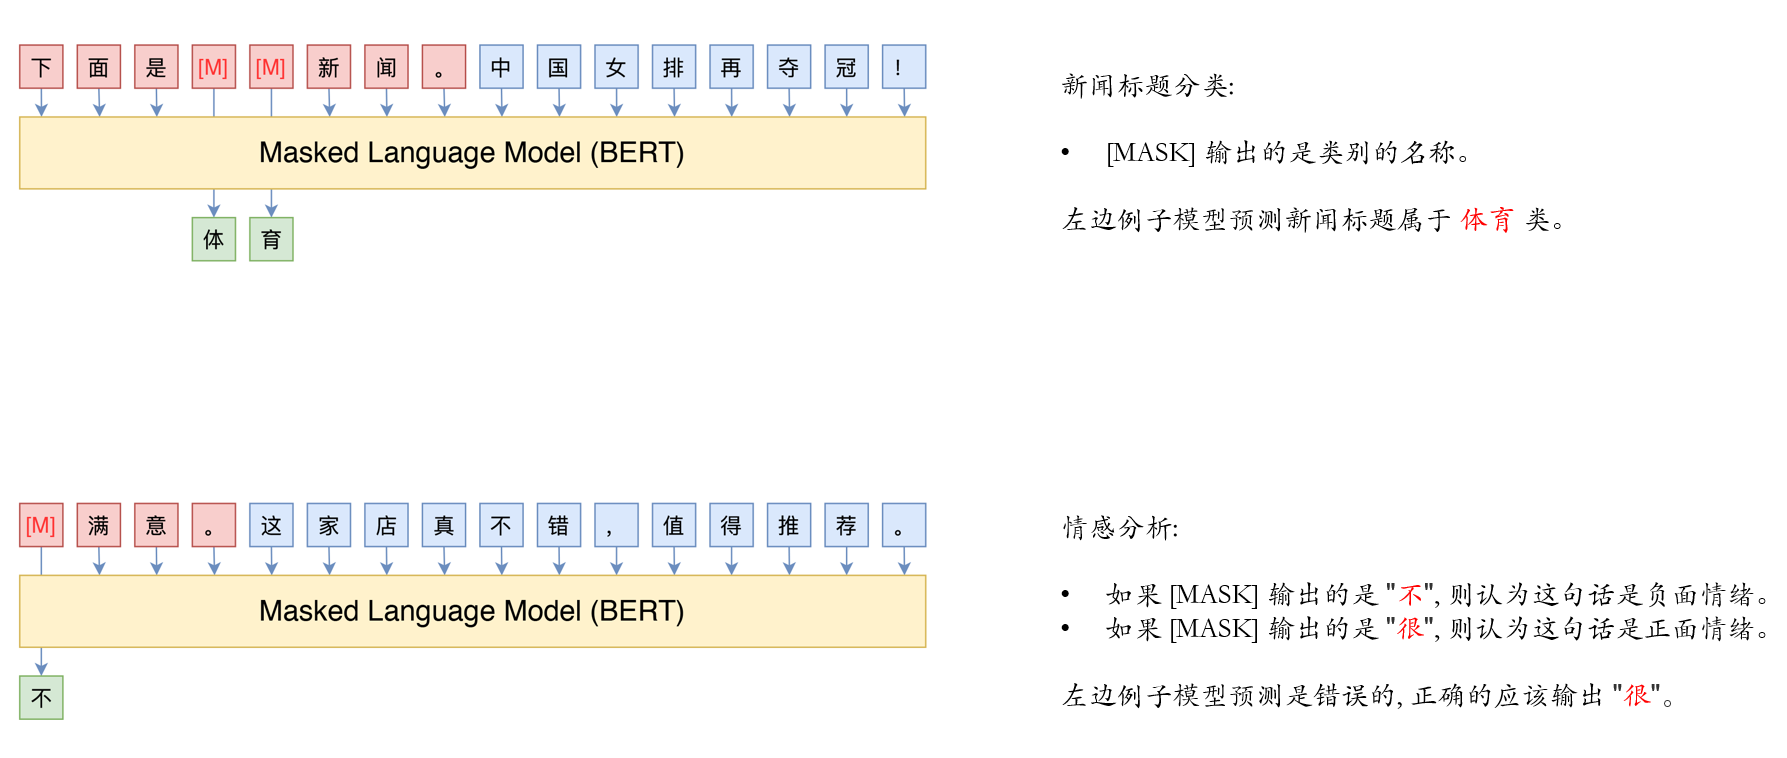 下面是[M][M]新闻。中国女排再夺冠！
Masked Language Model (BERT)
体育
新闻标题分类:
• [MASK] 输出的是类别的名称。
左边例子模型预测新闻标题属于 体育 类。
[M]满意。这家店真不错，值得推荐。
Masked Language Model (BERT)
不
情感分析:
• 如果 [MASK] 输出的是 "不", 则认为这句话是负面情绪。
• 如果 [MASK] 输出的是 "很", 则认为这句话是正面情绪。
左边例子模型预测是错误的, 正确的应该输出 "很"。